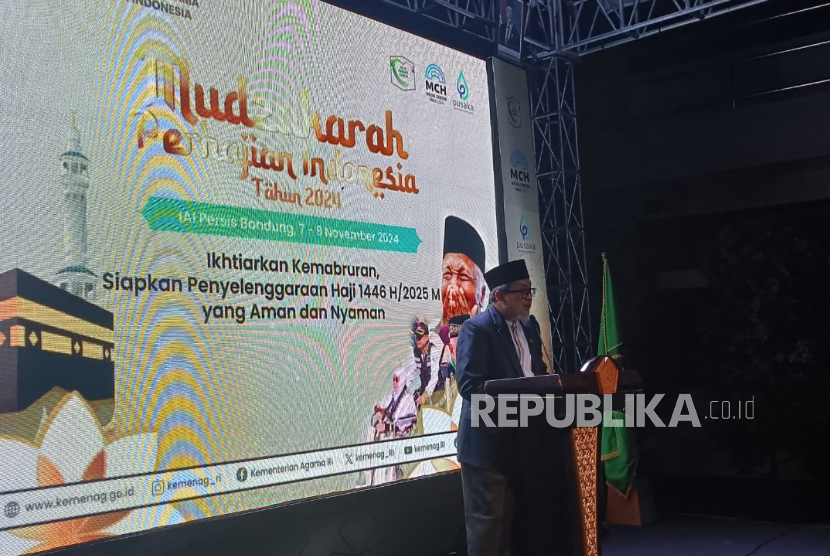 INDONESIA
MCH
pusaka
Mudzakarah
Perhajian Indonesia
Tahun 2024
IAI Persis Bandung, 7 - 9 November 2024
Ikhtiarkan Kemabruran,
Siapkan Penyelenggaraan Haji 1446 H/2025 M
yang Aman dan Nyaman
MCH
pusaka
REPUBLIKA.co.id
www.kemenag.go.id kemenag_ri Kementerian Agama RI kemenag_RI kemenag RI